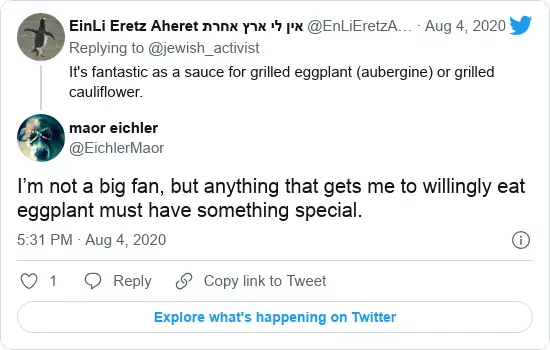 EinLi Eretz Aheret אין לי ארץ אחרת @EnLiEretzA… · Aug 4, 2020
Replying to @jewish_activist
It's fantastic as a sauce for grilled eggplant (aubergine) or grilled
cauliflower.
maor eichler
@EichlerMaor
I’m not a big fan, but anything that gets me to willingly eat
eggplant must have something special.
5:31 PM · Aug 4, 2020
1 Reply Copy link to Tweet
Explore what's happening on Twitter